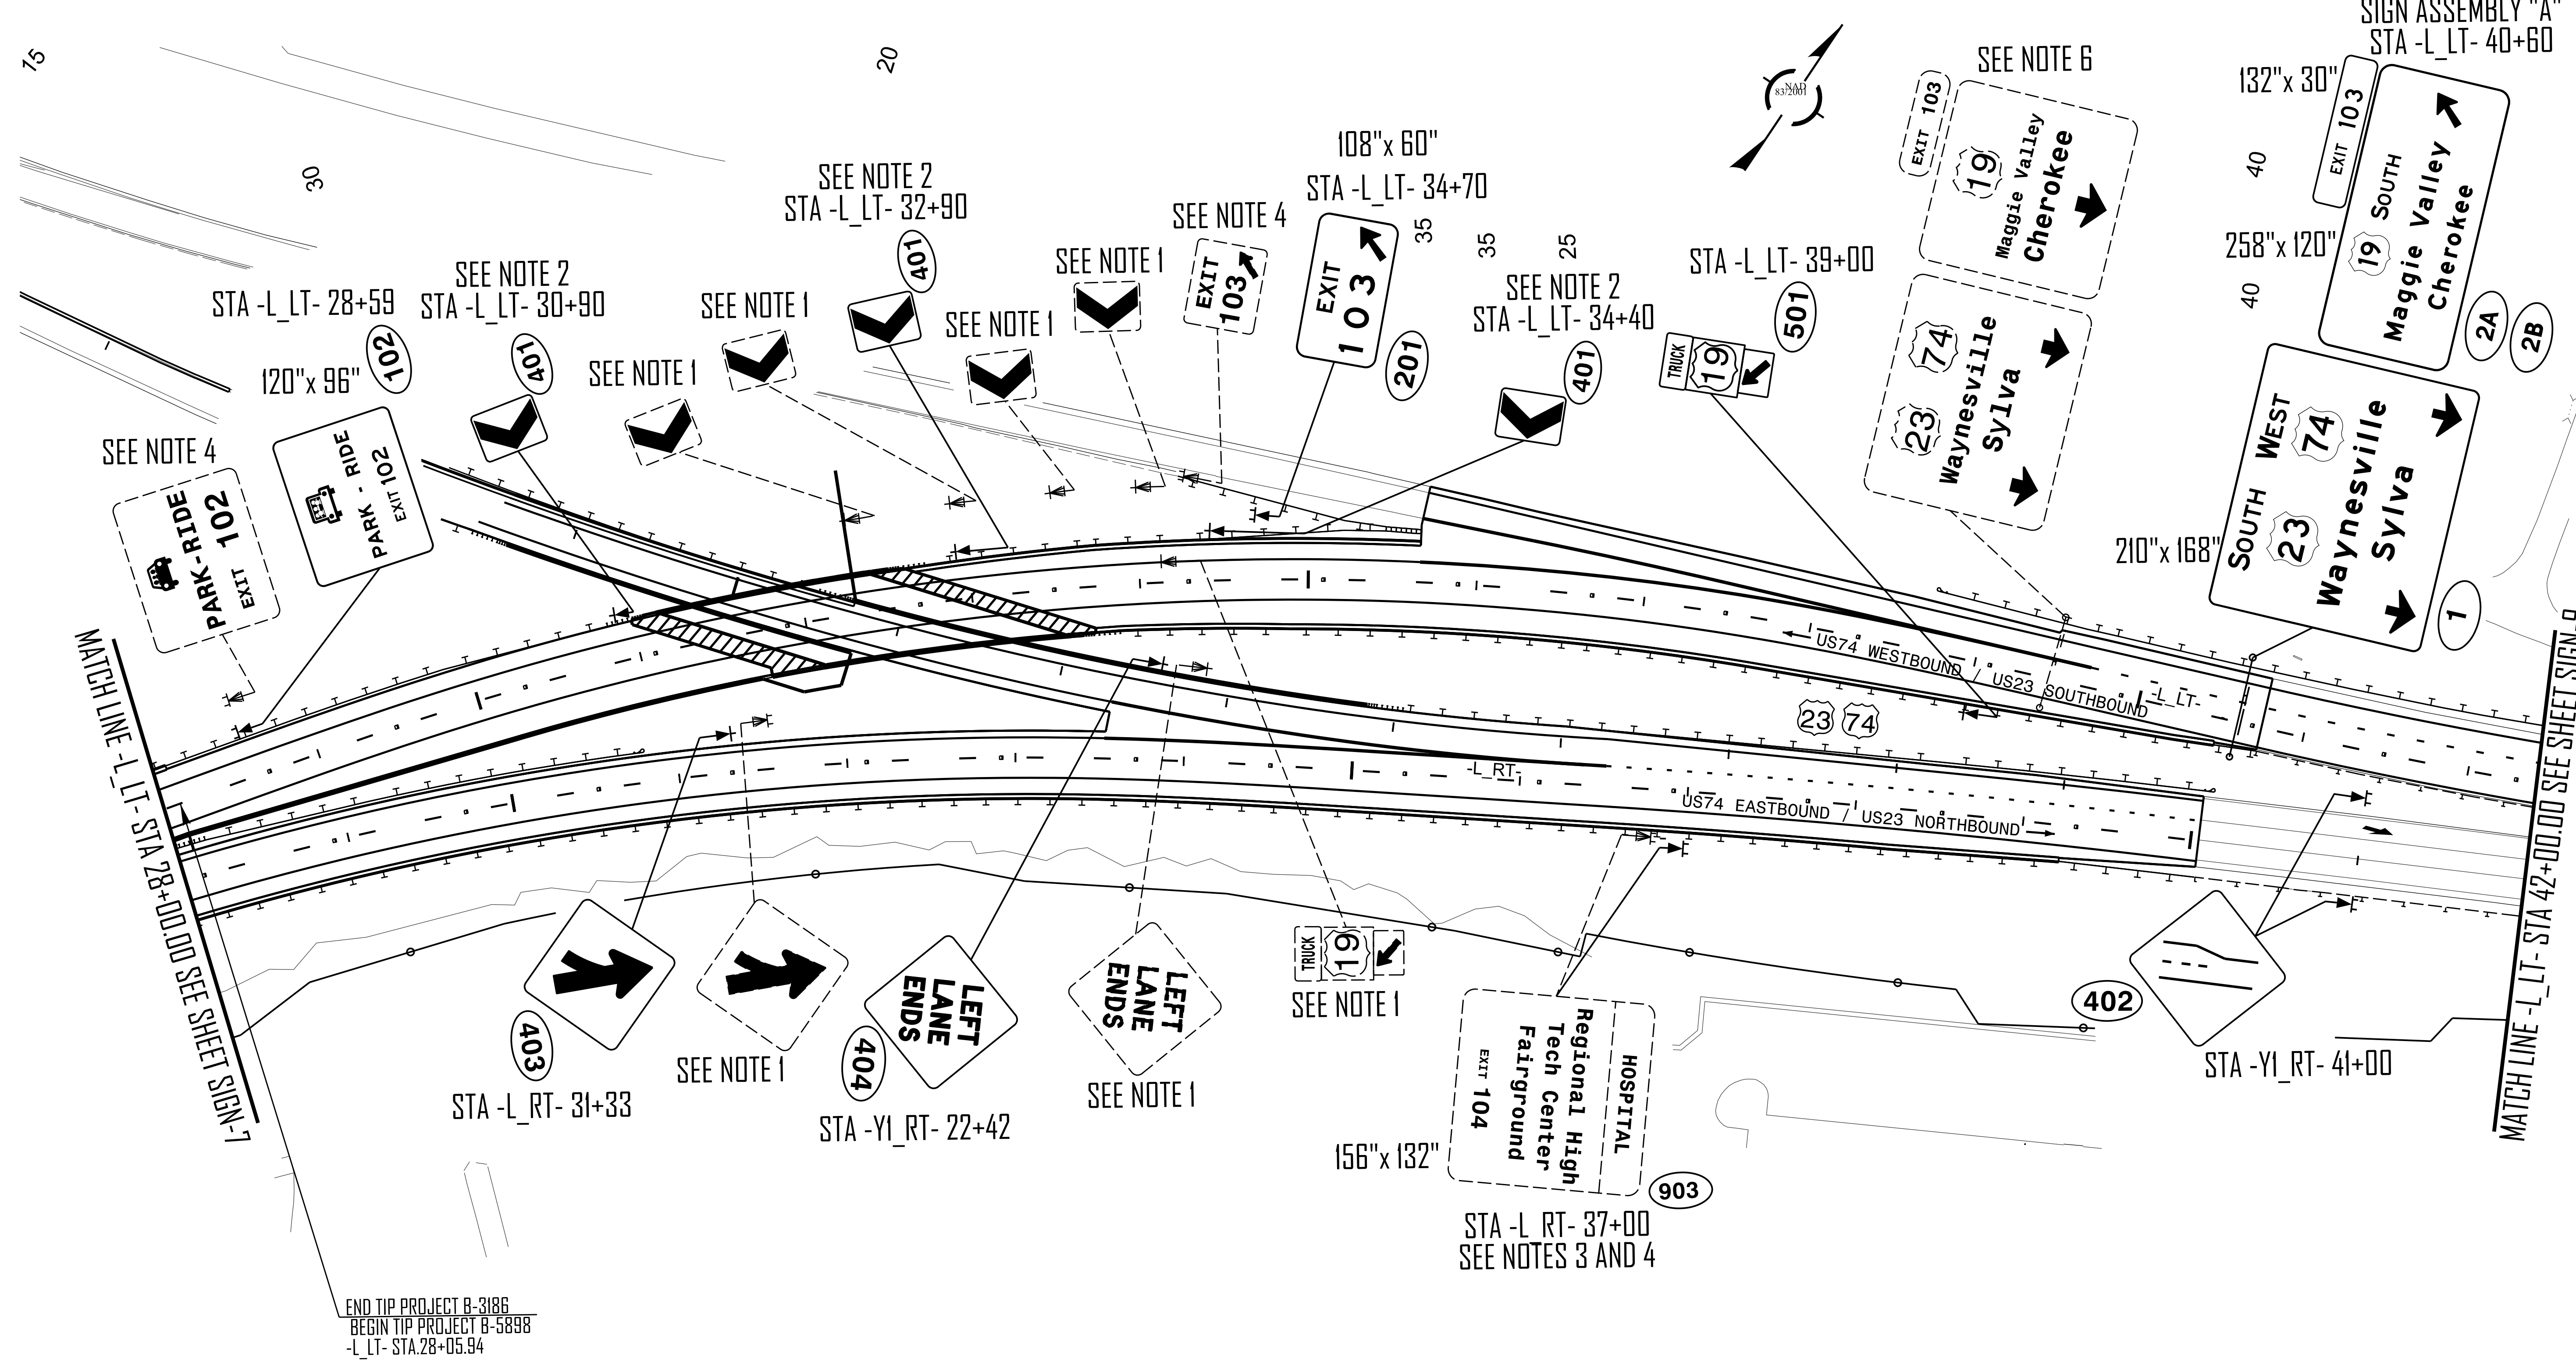 15
20
30
SEE NOTE 4
PARK-RIDE
EXIT 102
STA -L_LT- 28+59
120"x 96"
102
PARK - RIDE
EXIT 102
SEE NOTE 2
STA -L_LT- 30+90
401
SEE NOTE 1
SEE NOTE 1
SEE NOTE 2
STA -L_LT- 32+90
401
SEE NOTE 1
SEE NOTE 1
SEE NOTE 4
EXIT
103
108"x 60"
STA -L_LT- 34+70
EXIT
103
201
35
35
25
SEE NOTE 2
STA -L_LT- 34+40
401
STA -L_LT- 39+00
501
TRUCK
19
NAD
83/2001
SEE NOTE 6
EXIT 103
19
Maggie Valley
Cherokee
74
23
Waynesville
Sylva
SIGN ASSEMBLY "A"
STA -L_LT- 40+60
132"x 30"
EXIT 103
40
258"x 120"
40
19 SOUTH
Maggie Valley
Cherokee
2A
2B
210"x 168"
SOUTH WEST
23 74
Waynesville
Sylva
1
MATCH LINE -L_LT- STA 28+00.00 SEE SHEET SIGN-7
US74 WESTBOUND / US23 SOUTHBOUND
-L_LT-
23 74
-L_RT-
US74 EASTBOUND / US23 NORTHBOUND
MATCH LINE -L_LT- STA 42+00.00 SEE SHEET SIGN-9
403
STA -L_RT- 31+33
SEE NOTE 1
LEFT
LANE
ENDS
404
STA -Y1_RT- 22+42
LEFT
LANE
ENDS
SEE NOTE 1
TRUCK
19
SEE NOTE 1
HOSPITAL
Regional High
Tech Center
Fairground
EXIT 104
156"x 132"
903
STA -L_RT- 37+00
SEE NOTES 3 AND 4
402
STA -Y1_RT- 41+00
END TIP PROJECT B-3186
BEGIN TIP PROJECT B-5898
-L_LT- STA.28+05.94